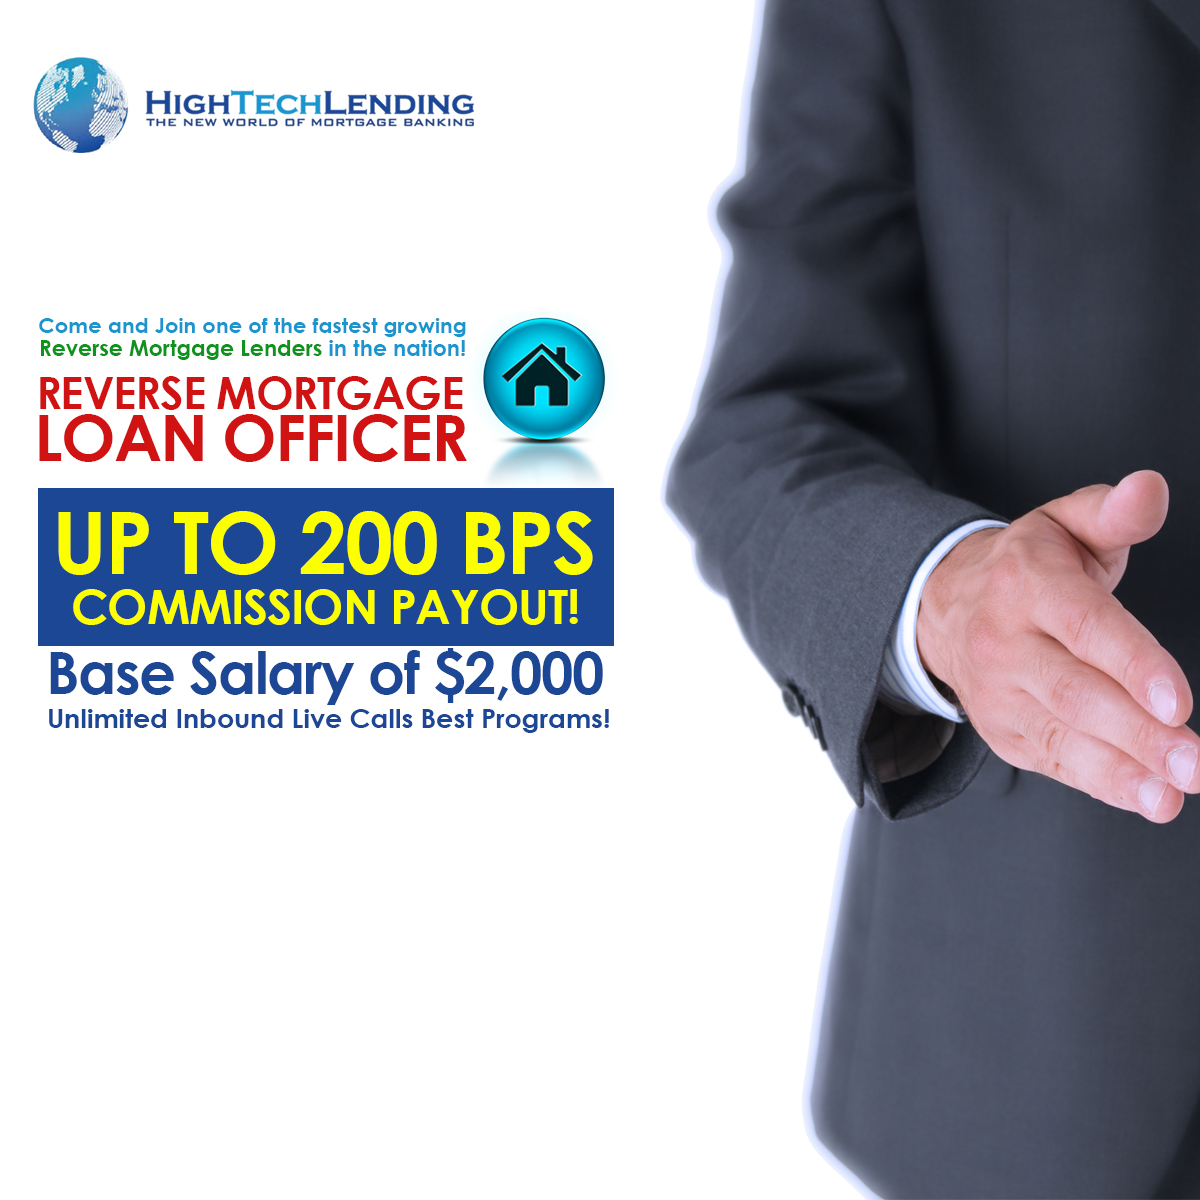 HIGHTECHLENDING
THE NEW WORLD OF MORTGAGE BANKING
Come and Join one of the fastest growing
Reverse Mortgage Lenders in the nation!
REVERSE MORTGAGE
LOAN OFFICER
UP TO 200 BPS
COMMISSION PAYOUT!
Base Salary of $2,000
Unlimited Inbound Live Calls Best Programs!